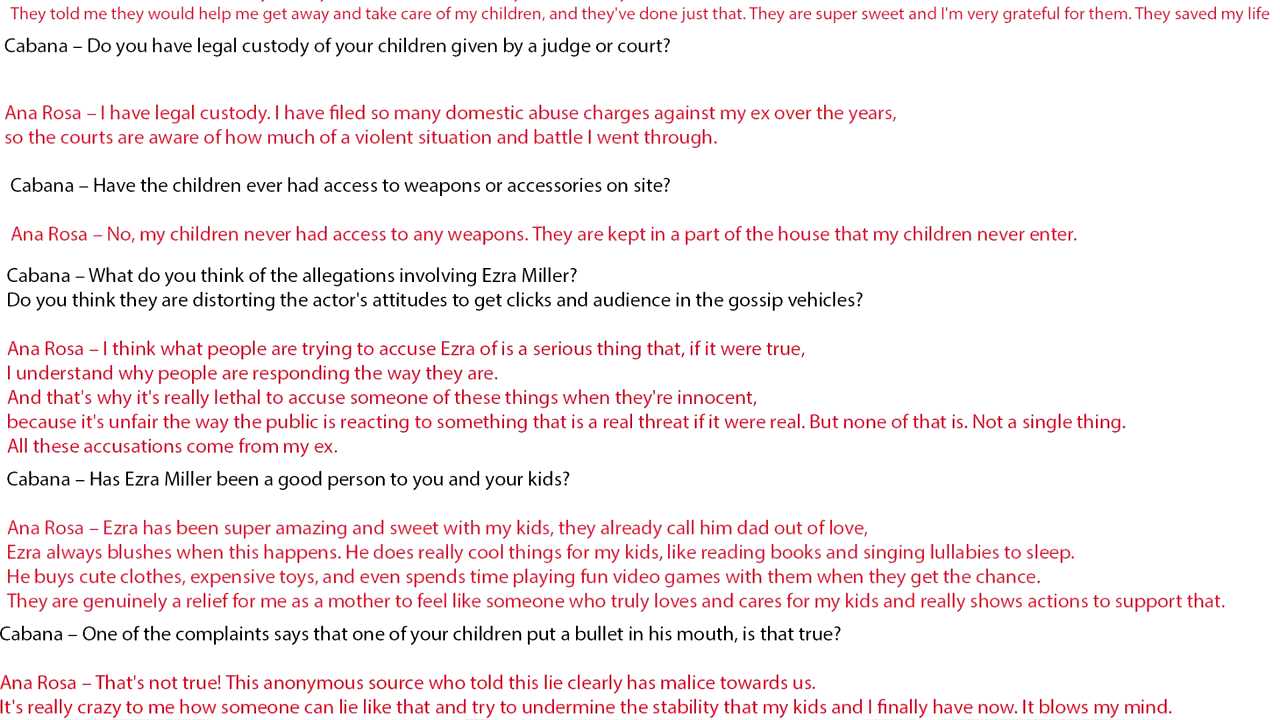 They told me they would help me get away and take care of my children, and they've done just that. They are super sweet and I'm very grateful for them. They saved my life
Cabana – Do you have legal custody of your children given by a judge or court?
Ana Rosa – I have legal custody. I have filed so many domestic abuse charges against my ex over the years,
so the courts are aware of how much of a violent situation and battle I went through.
Cabana – Have the children ever had access to weapons or accessories on site?
Ana Rosa – No, my children never had access to any weapons. They are kept in a part of the house that my children never enter.
Cabana – What do you think of the allegations involving Ezra Miller?
Do you think they are distorting the actor's attitudes to get clicks and audience in the gossip vehicles?
Ana Rosa – I think what people are trying to accuse Ezra of is a serious thing that, if it were true,
I understand why people are responding the way they are.
And that's why it's really lethal to accuse someone of these things when they're innocent,
because it's unfair the way the public is reacting to something that is a real threat if it were real. But none of that is. Not a single thing.
All these accusations come from my ex.
Cabana – Has Ezra Miller been a good person to you and your kids?
Ana Rosa – Ezra has been super amazing and sweet with my kids, they already call him dad out of love,
Ezra always blushes when this happens. He does really cool things for my kids, like reading books and singing lullabies to sleep.
He buys cute clothes, expensive toys, and even spends time playing fun video games with them when they get the chance.
They are genuinely a relief for me as a mother to feel like someone who truly loves and cares for my kids and really shows actions to support that.
Cabana – One of the complaints says that one of your children put a bullet in his mouth, is that true?
Ana Rosa – That's not true! This anonymous source who told this lie clearly has malice towards us.
It's really crazy to me how someone can lie like that and try to undermine the stability that my kids and I finally have now. It blows my mind.